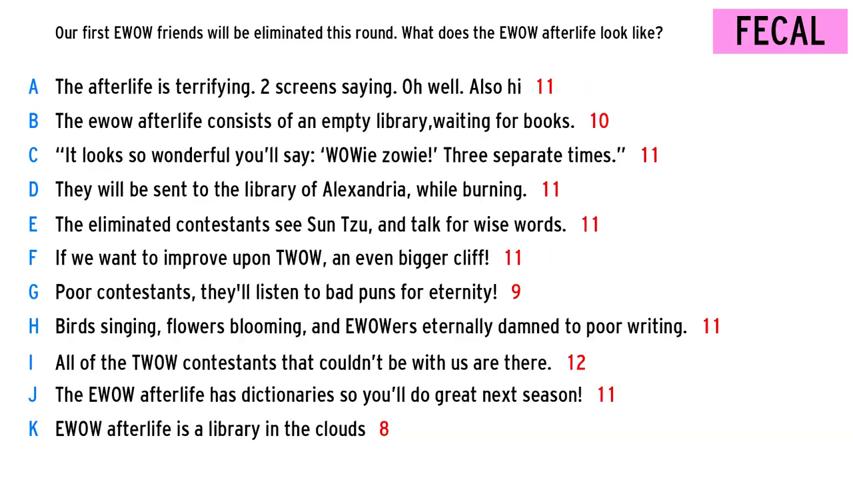 Our first EWOW friends will be eliminated this round. What does the EWOW afterlife look like?
FECAL
A The afterlife is terrifying. 2 screens saying. Oh well. Also hi 11
B The ewow afterlife consists of an empty library,waiting for books. 10
C “It looks so wonderful you’ll say: ‘WOWie zowie!’ Three separate times.” 11
D They will be sent to the library of Alexandria, while burning. 11
E The eliminated contestants see Sun Tzu, and talk for wise words. 11
F If we want to improve upon TWOW, an even bigger cliff! 11
G Poor contestants, they'll listen to bad puns for eternity! 9
H Birds singing, flowers blooming, and EWOWers eternally damned to poor writing. 11
I All of the TWOW contestants that couldn’t be with us are there. 12
J The EWOW afterlife has dictionaries so you’ll do great next season! 11
K EWOW afterlife is a library in the clouds 8